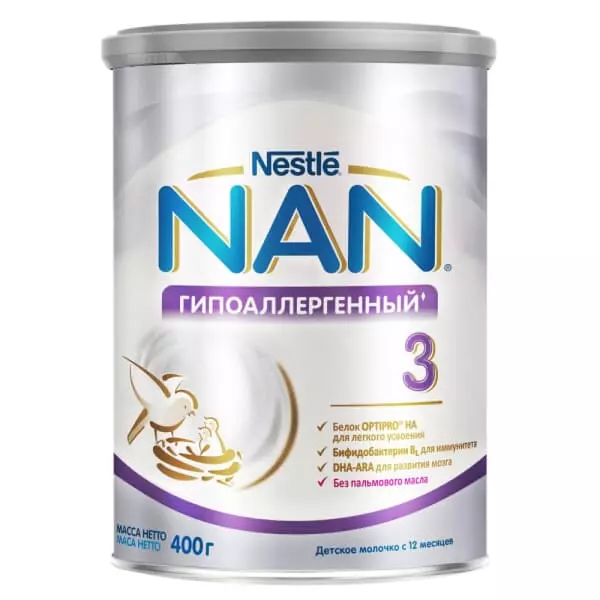 Nestlé
NAN®
ГИПОАЛЛЕРГЕННЫЙ♦
3
✓ Белок OPTIPRO® HA
для легкого усвоения
✓ Бифидобактерии BL для иммунитета
✓ DHA-ARA для развития мозга
✓ Без пальмового масла
МАССА НЕТТО
МАСА НЕТТО 400 г
Детское молочко с 12 месяцев